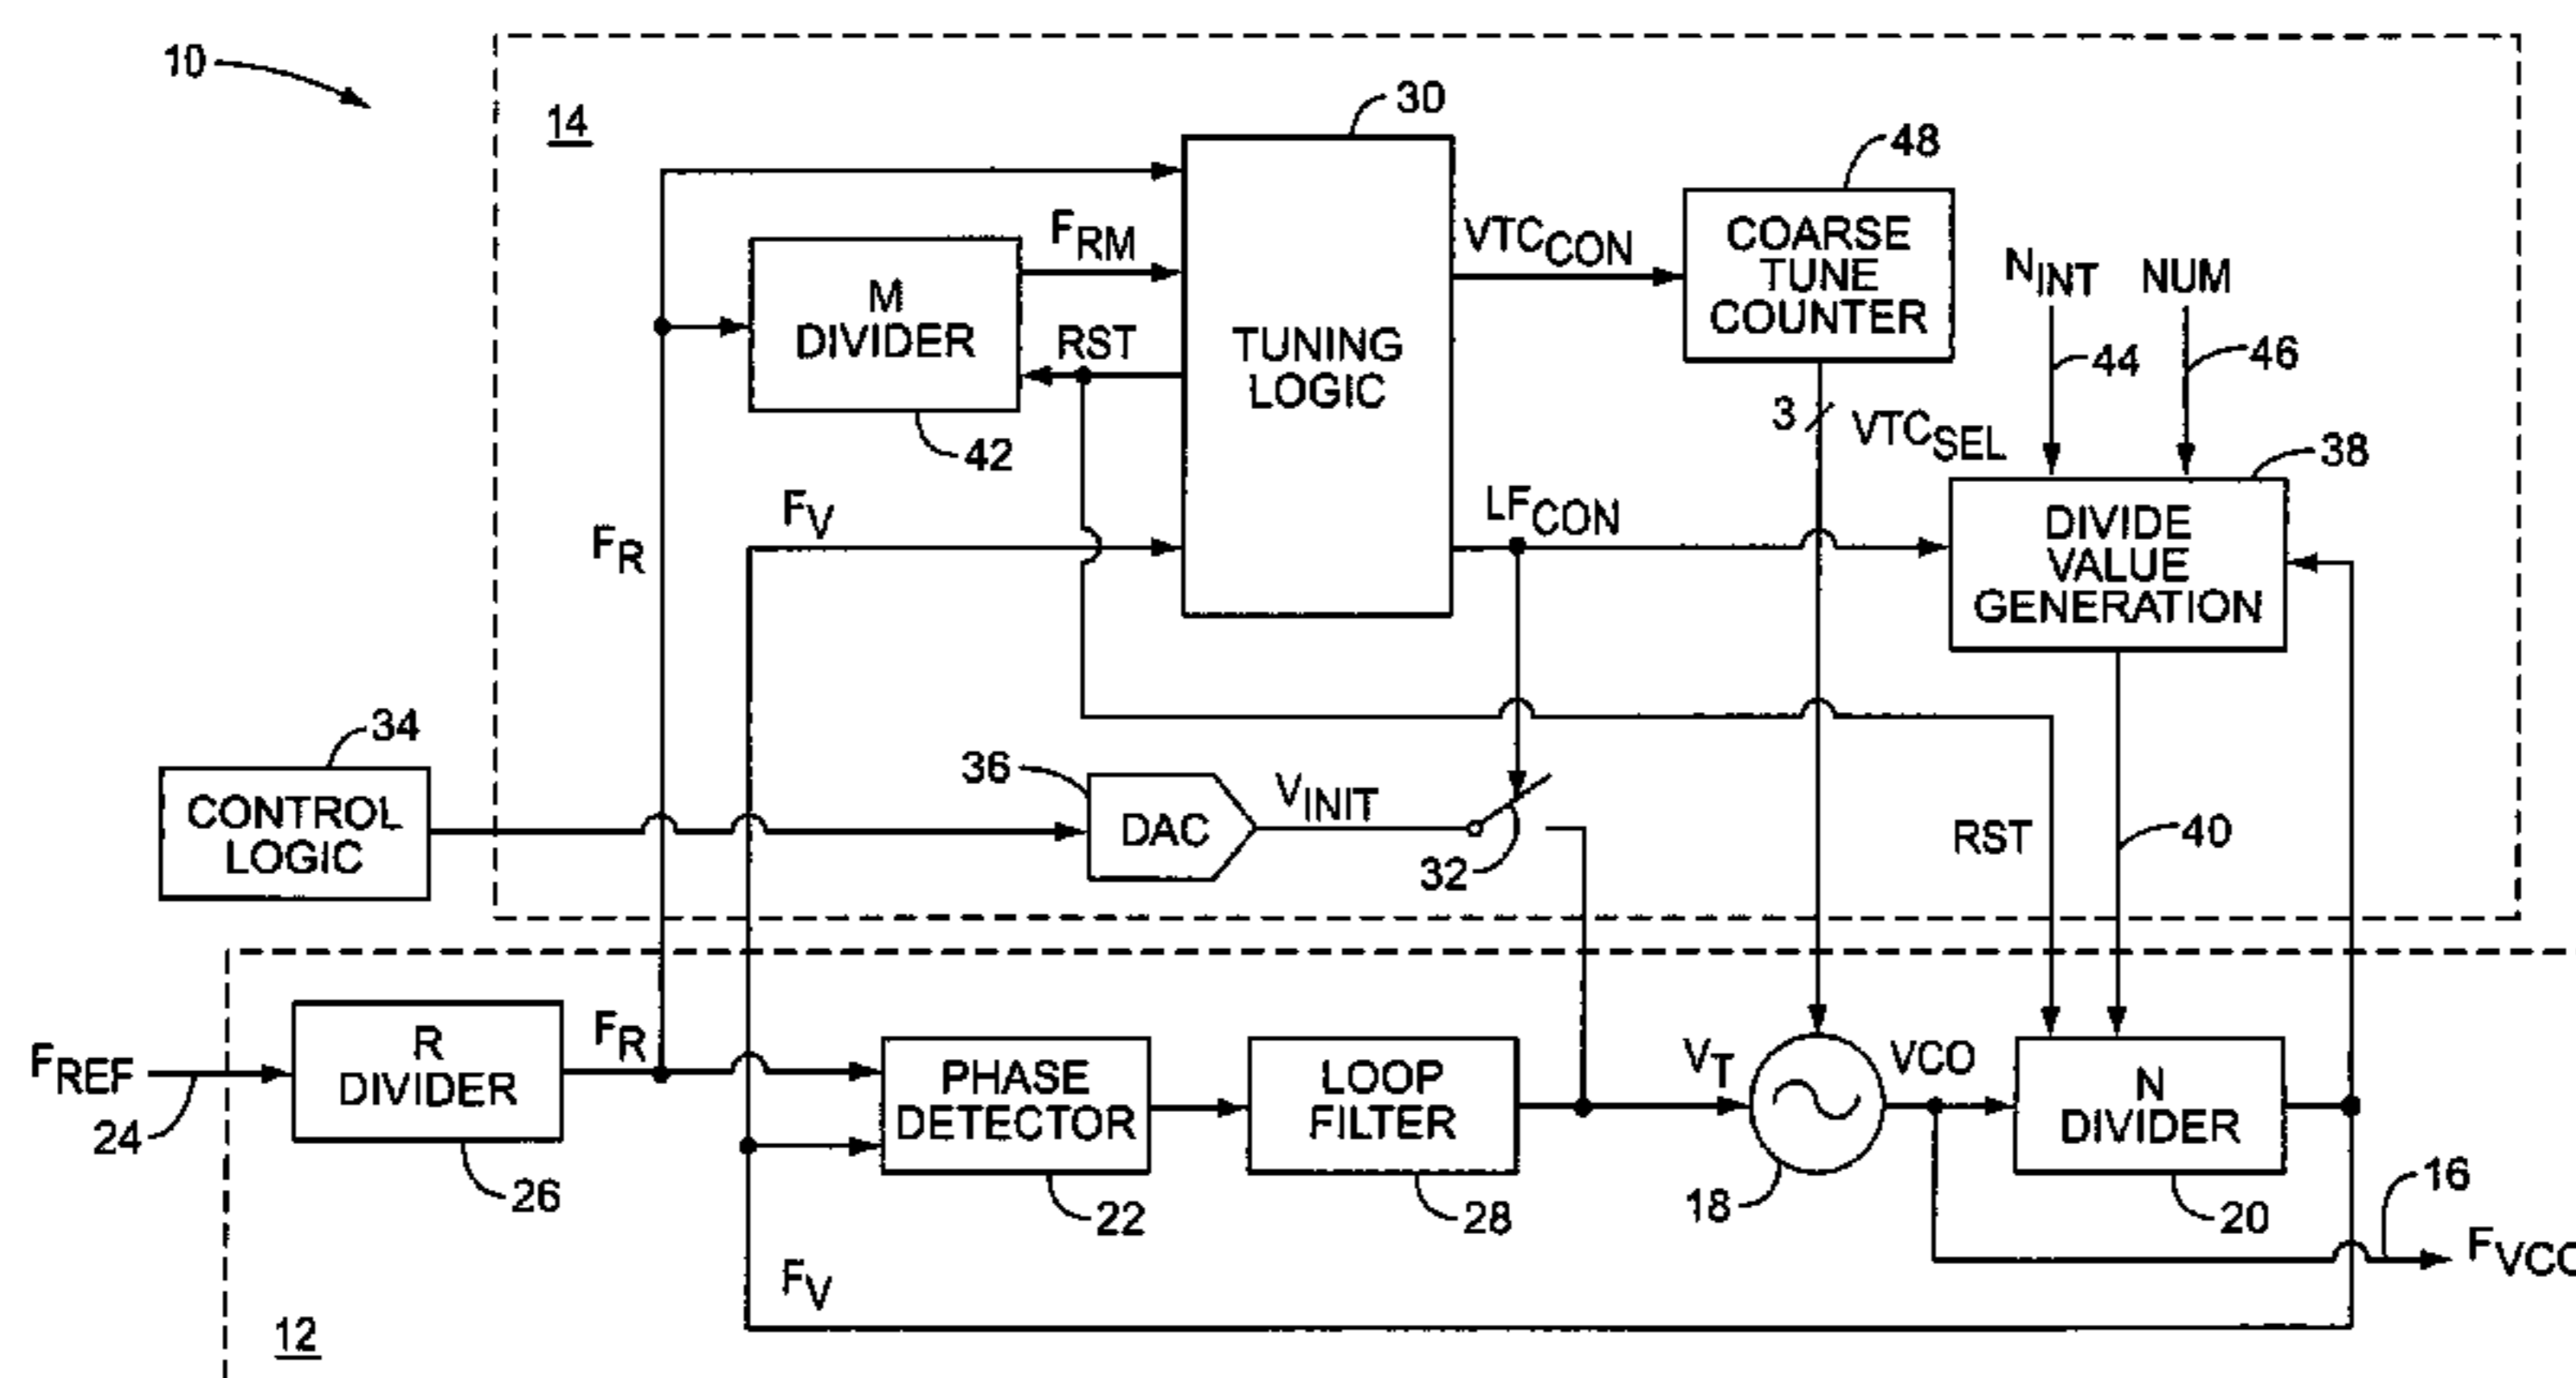 10
14
30
48
TUNING
LOGIC
COARSE
TUNE
COUNTER
VTCCON
FRM
RST
M
DIVIDER
42
NINT
NUM
44
46
3
VTCSEL
38
DIVIDE
VALUE
GENERATION
FR
FV
LFCON
34
CONTROL
LOGIC
36
DAC
VINIT
32
RST
40
FREF
24
R
DIVIDER
26
FR
PHASE
DETECTOR
22
LOOP
FILTER
28
VT
18
VCO
N
DIVIDER
20
16
FVCO
FV
12